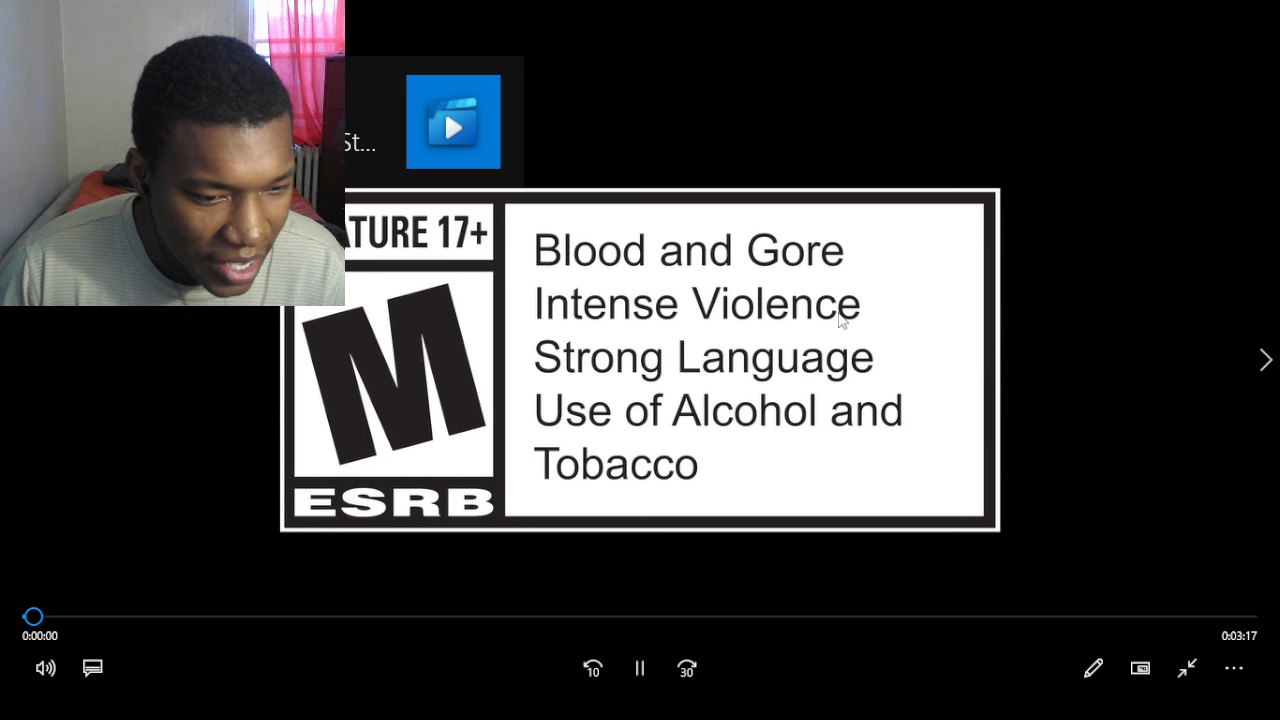 St...
ATURE 17+
M
ESRB
Blood and Gore
Intense Violence
Strong Language
Use of Alcohol and
Tobacco
0:00:00
0:03:17
10
30